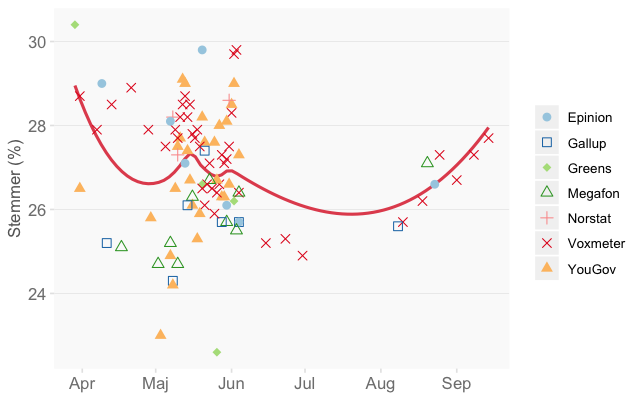 Stemmer (%)
30
28
26
24
Apr
Maj
Jun
Jul
Aug
Sep
Epinion
Gallup
Greens
Megafon
Norstat
Voxmeter
YouGov